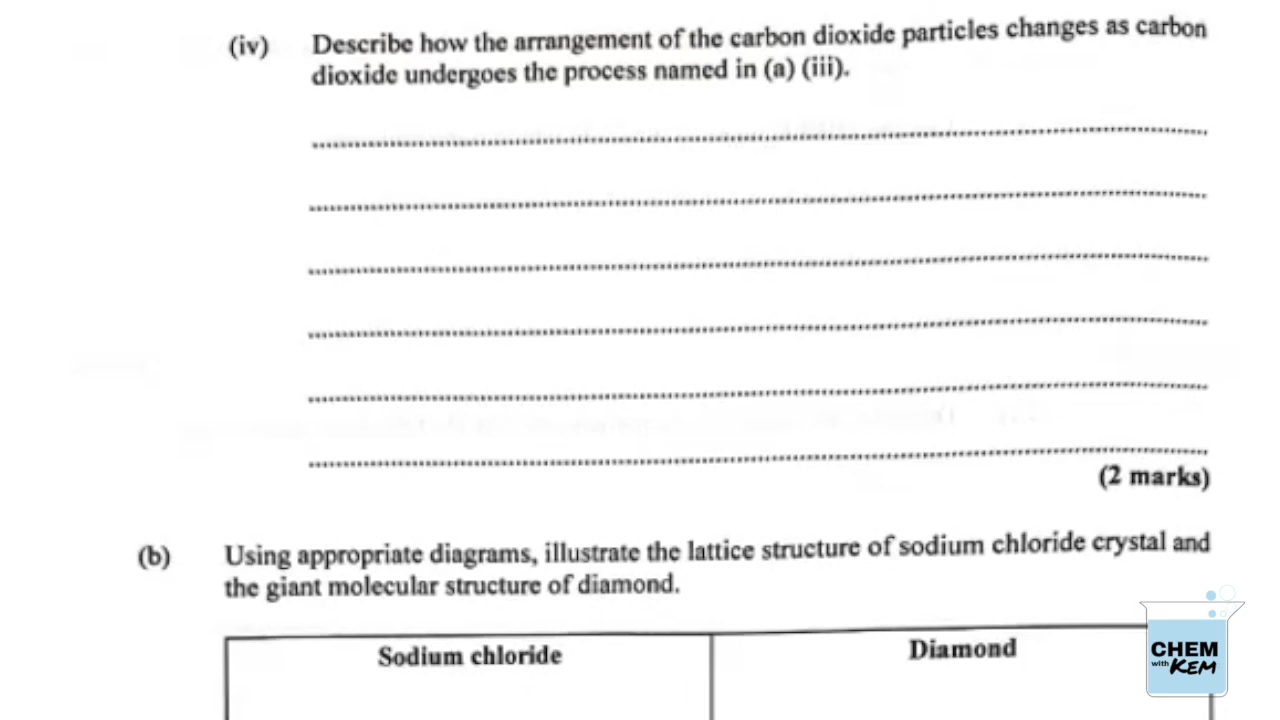 (iv) Describe how the arrangement of the carbon dioxide particles changes as carbon
dioxide undergoes the process named in (a) (iii).
(2 marks)
(b) Using appropriate diagrams, illustrate the lattice structure of sodium chloride crystal and
the giant molecular structure of diamond.
Sodium chloride
Diamond
CHEM
with KEM